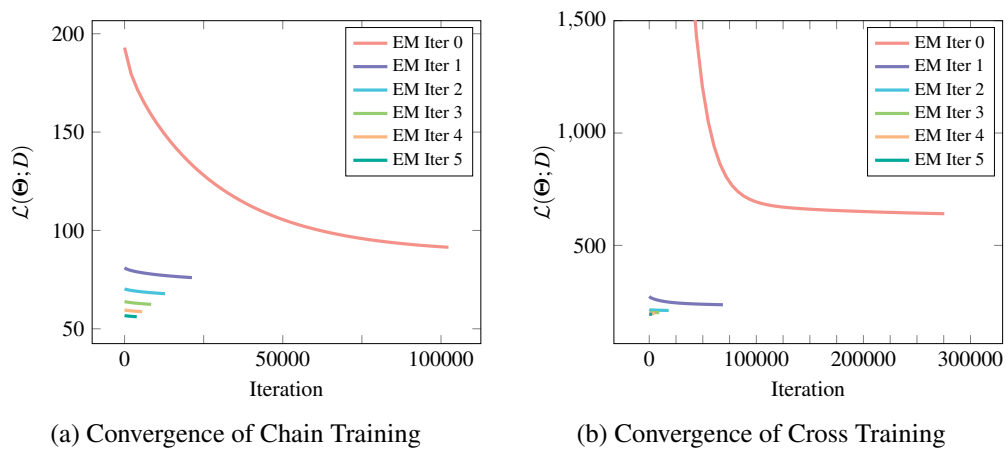 200
150
100
50
ℒ(Θ; D)
EM Iter 0
EM Iter 1
EM Iter 2
EM Iter 3
EM Iter 4
EM Iter 5
0 50000 100000
Iteration
(a) Convergence of Chain Training
1,500
1,000
500
ℒ(Θ; D)
EM Iter 0
EM Iter 1
EM Iter 2
EM Iter 3
EM Iter 4
EM Iter 5
0 100000 200000 300000
Iteration
(b) Convergence of Cross Training